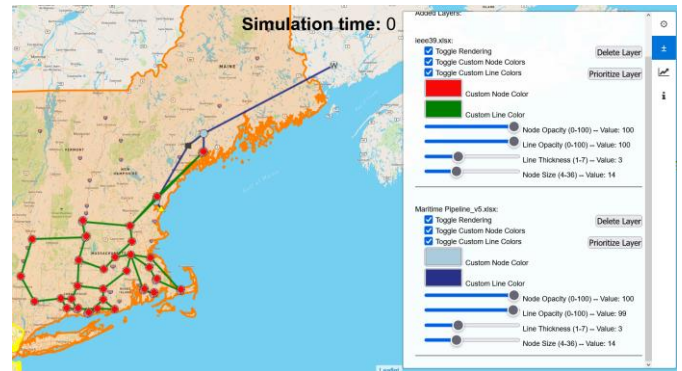 Simulation time: 0
Added Layers:
ieee39.xlsx:
Toggle Rendering
Delete Layer
Toggle Custom Node Colors
Toggle Custom Line Colors
Prioritize Layer
Custom Node Color
Custom Line Color
Node Opacity (0-100) -- Value: 100
Line Opacity (0-100) -- Value: 100
Line Thickness (1-7) -- Value: 3
Node Size (4-36) -- Value: 14
Maritime Pipeline_v5.xlsx:
Toggle Rendering
Delete Layer
Toggle Custom Node Colors
Toggle Custom Line Colors
Prioritize Layer
Custom Node Color
Custom Line Color
Node Opacity (0-100) -- Value: 100
Line Opacity (0-100) -- Value: 99
Line Thickness (1-7) -- Value: 3
Node Size (4-36) -- Value: 14
MAINE
VERMONT
NEW HAMPSHIRE
Leaflet